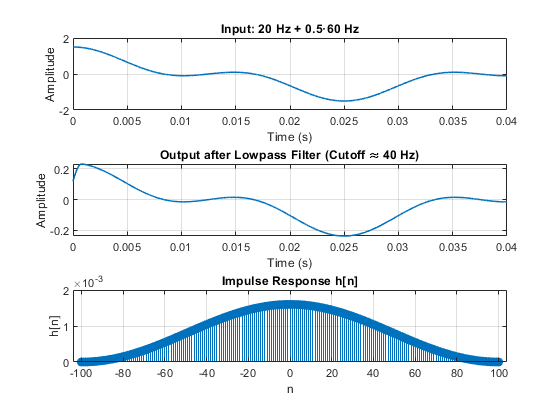 Input: 20 Hz + 0.5·60 Hz
Amplitude
2
0
-2
0 0.005 0.01 0.015 0.02 0.025 0.03 0.035 0.04
Time (s)
Output after Lowpass Filter (Cutoff ≈ 40 Hz)
Amplitude
0.2
0
-0.2
0 0.005 0.01 0.015 0.02 0.025 0.03 0.035 0.04
Time (s)
×10⁻³
Impulse Response h[n]
h[n]
2
1
0
-100 -80 -60 -40 -20 0 20 40 60 80 100
n